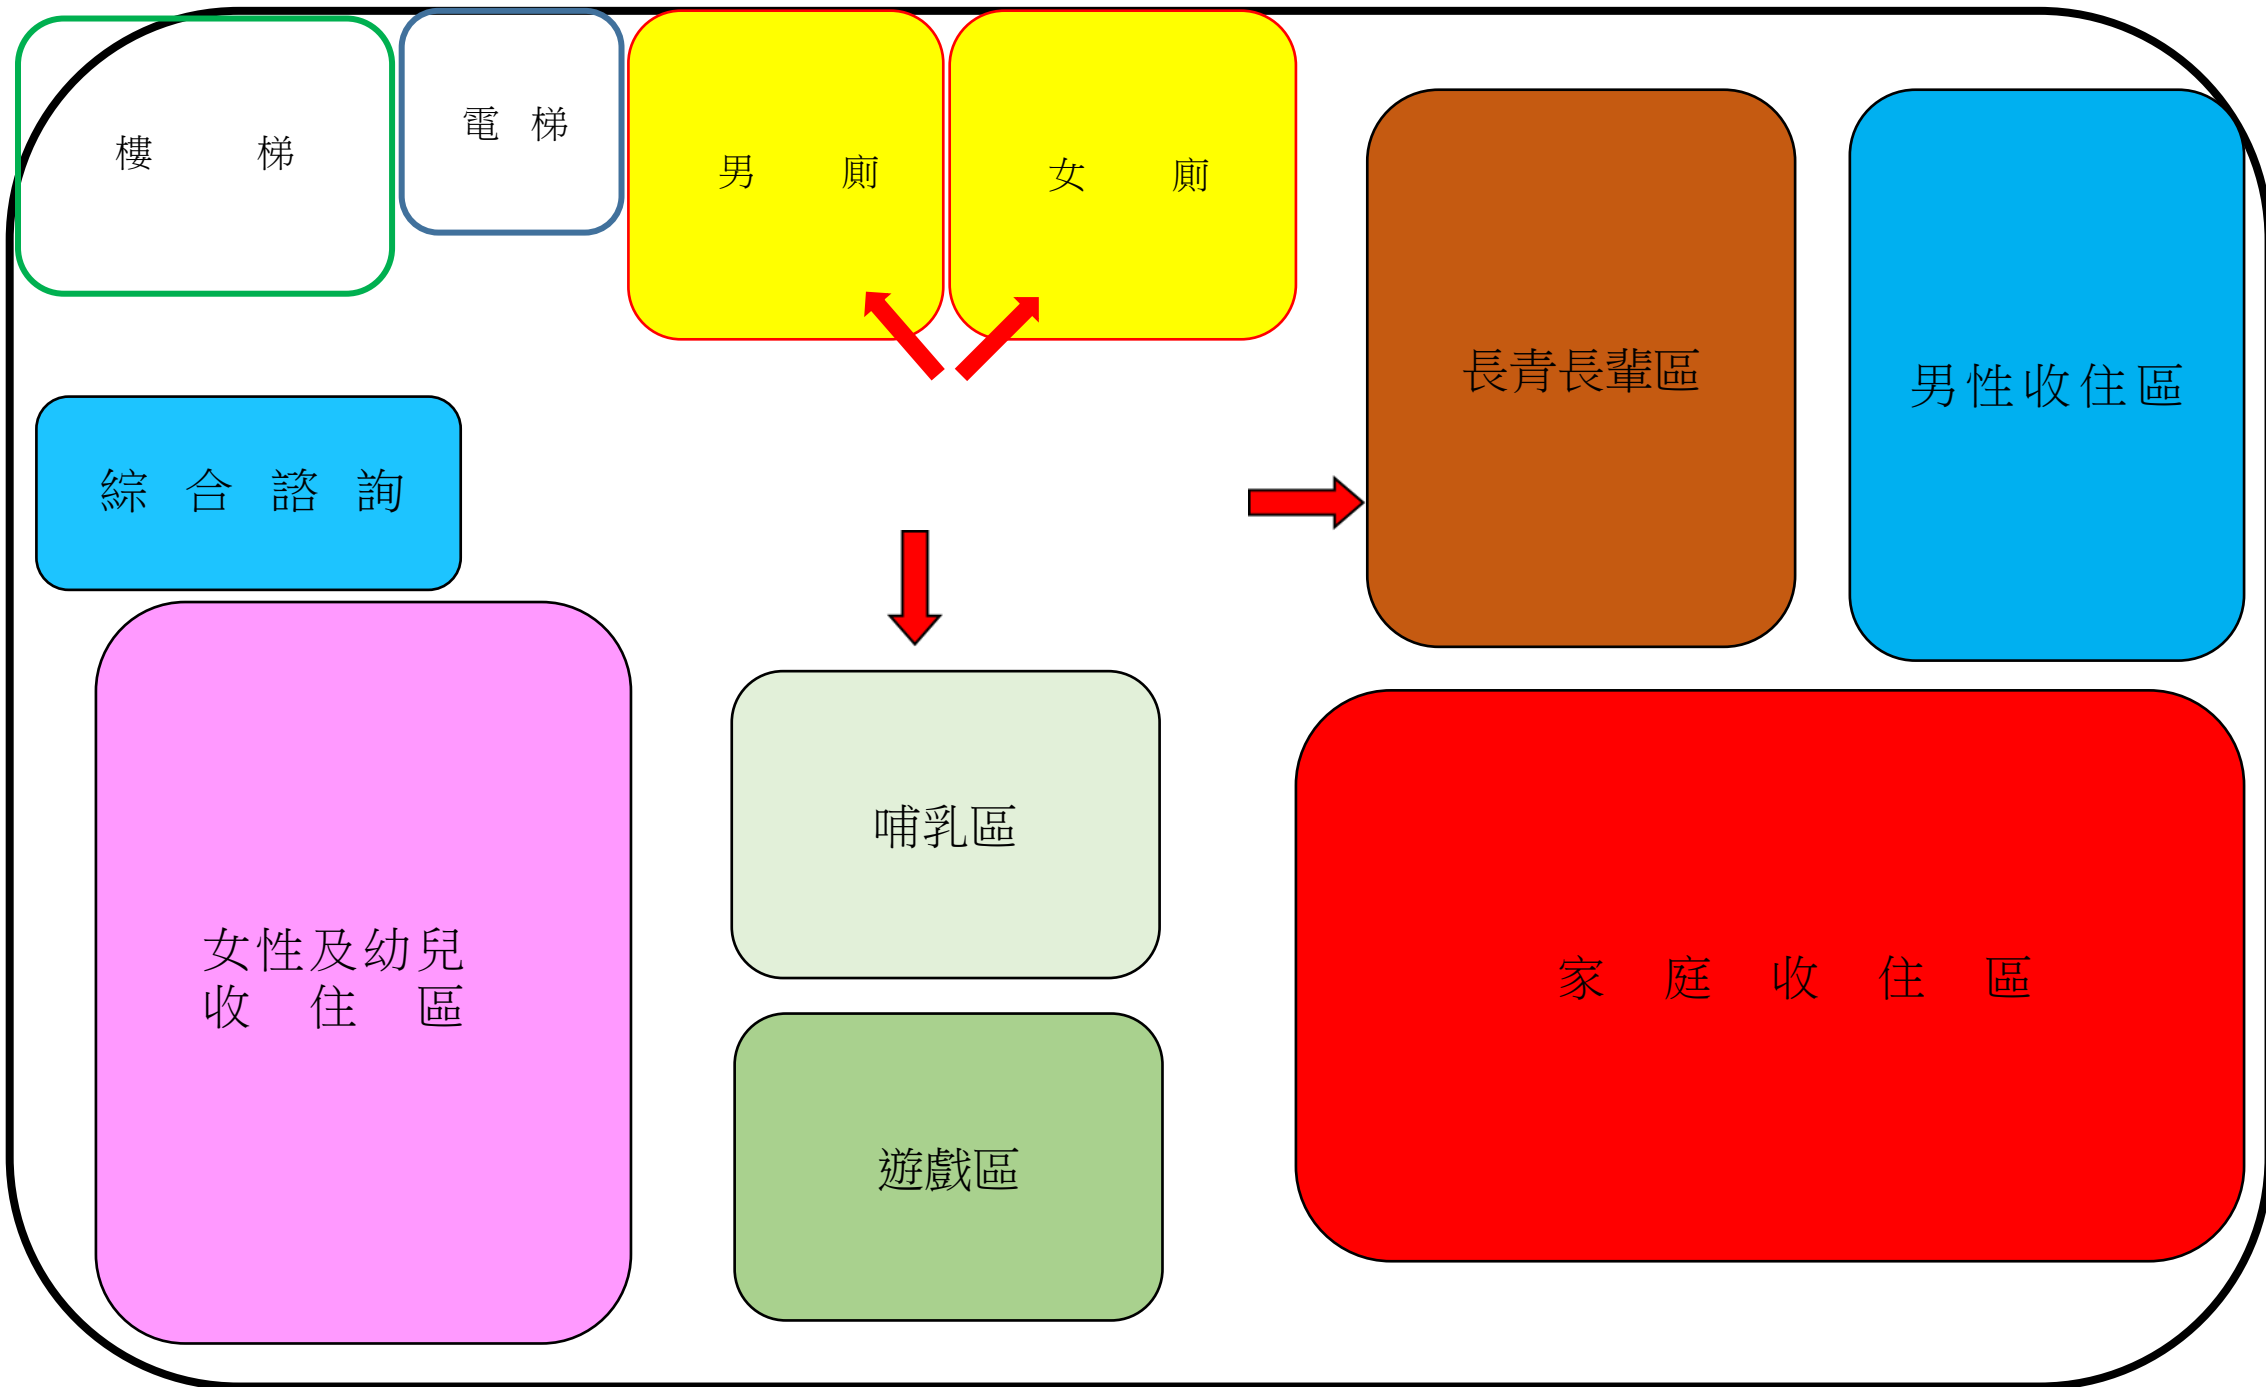 樓梯
電梯
男廁
女廁
長青長輩區
男性收住區
綜合諮詢
女性及幼兒
收住區
哺乳區
遊戲區
家庭收住區